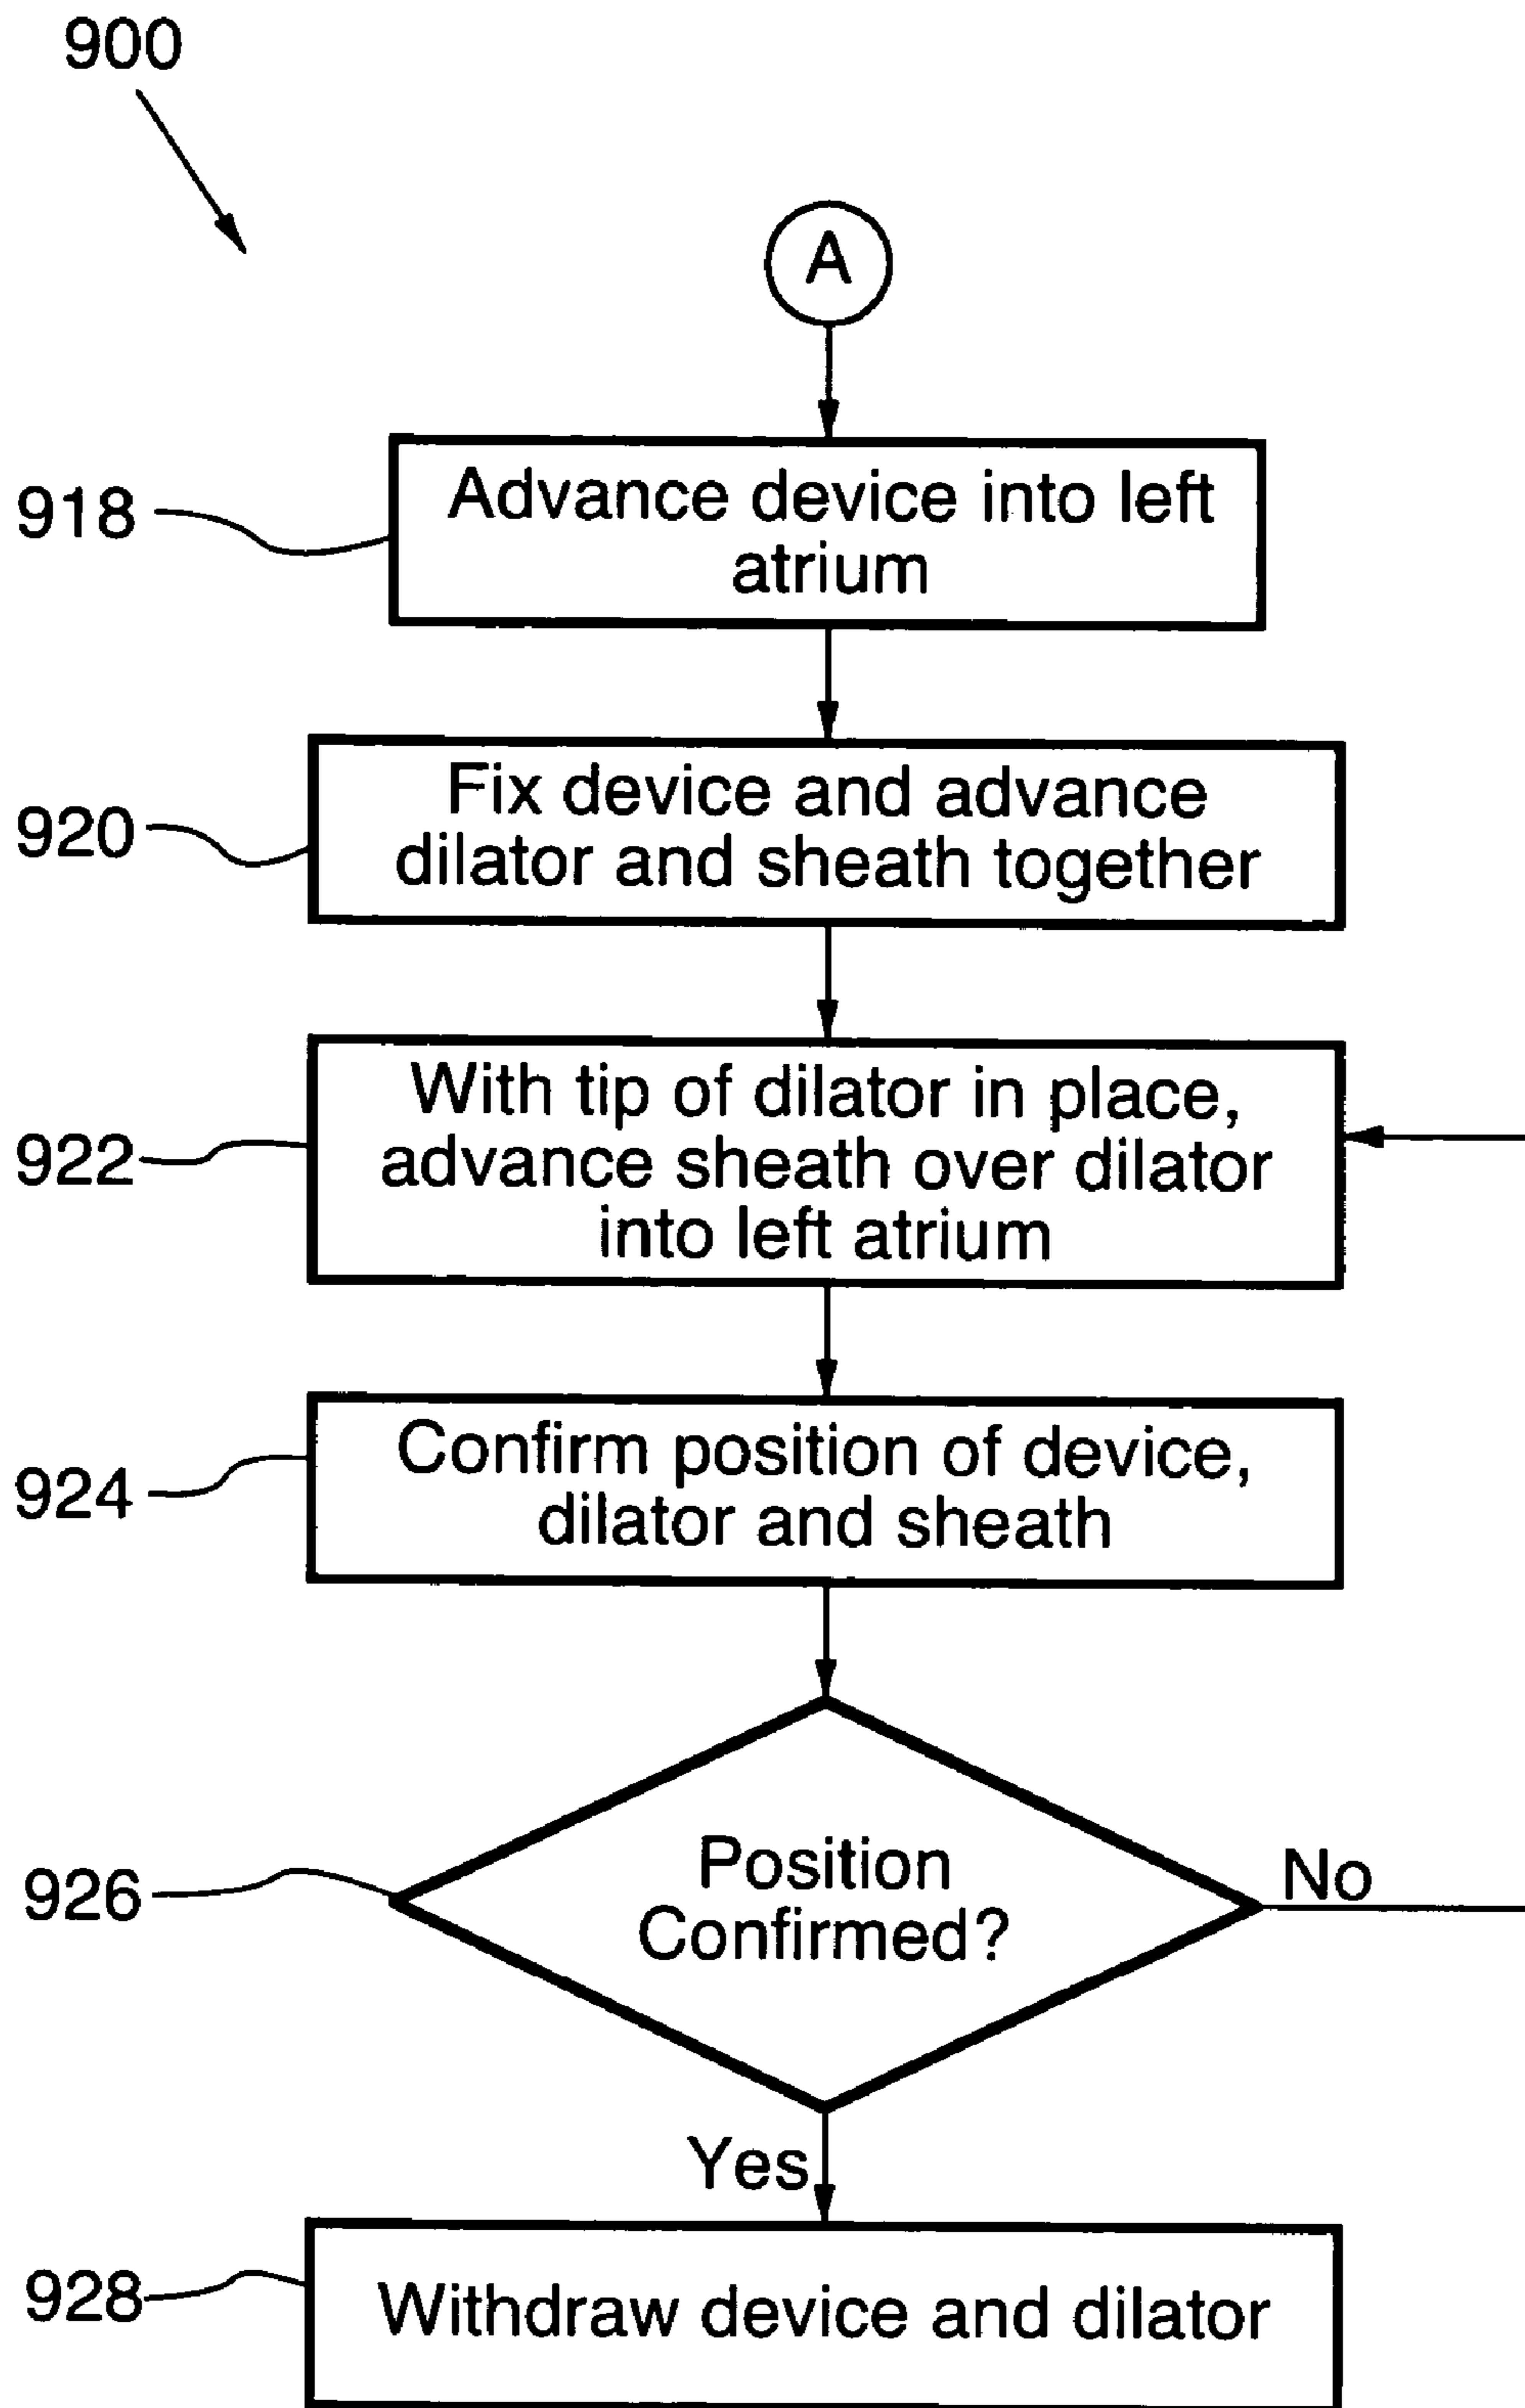 900
A
918
Advance device into left
atrium
920
Fix device and advance
dilator and sheath together
922
With tip of dilator in place,
advance sheath over dilator
into left atrium
924
Confirm position of device,
dilator and sheath
926
Position
Confirmed?
No
Yes
928
Withdraw device and dilator